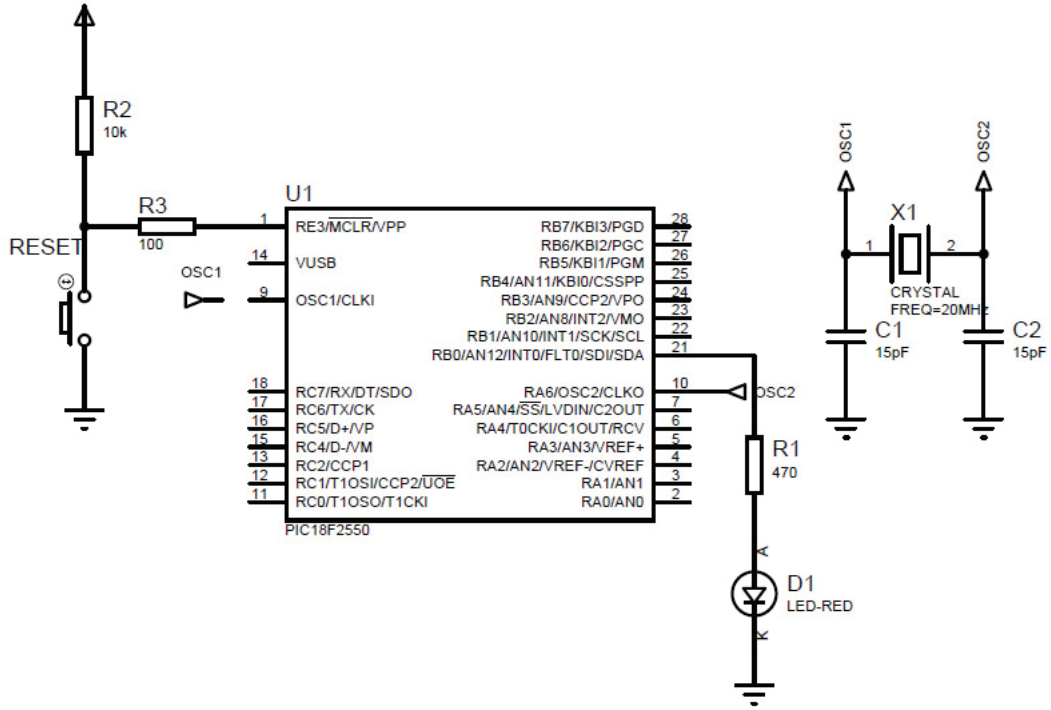 R2
10k
R3
100
RESET
OSC1
U1
1
RE3/MCLR/VPP
14
VUSB
9
OSC1/CLKI
18
RC7/RX/DT/SDO
17
RC6/TX/CK
16
RC5/D+/VP
15
RC4/D-/VM
13
RC2/CCP1
12
RC1/T1OSI/CCP2/UOE
11
RC0/T1OSO/T1CKI
RB7/KBI3/PGD
28
RB6/KBI2/PGC
27
RB5/KBI1/PGM
26
RB4/AN11/KBI0/CSSPP
25
RB3/AN9/CCP2/VPO
24
RB2/AN8/INT2/VMO
23
RB1/AN10/INT1/SCK/SCL
22
RB0/AN12/INT0/FLT0/SDI/SDA
21
RA6/OSC2/CLKO
10
OSC2
RA5/AN4/SS/LVDIN/C2OUT
7
RA4/T0CKI/C1OUT/RCV
6
RA3/AN3/VREF+
5
RA2/AN2/VREF-/CVREF
4
RA1/AN1
3
RA0/AN0
2
PIC18F2550
R1
470
A
D1
LED-RED
K
OSC1
OSC2
X1
1
2
CRYSTAL
FREQ=20MHz
C1
15pF
C2
15pF